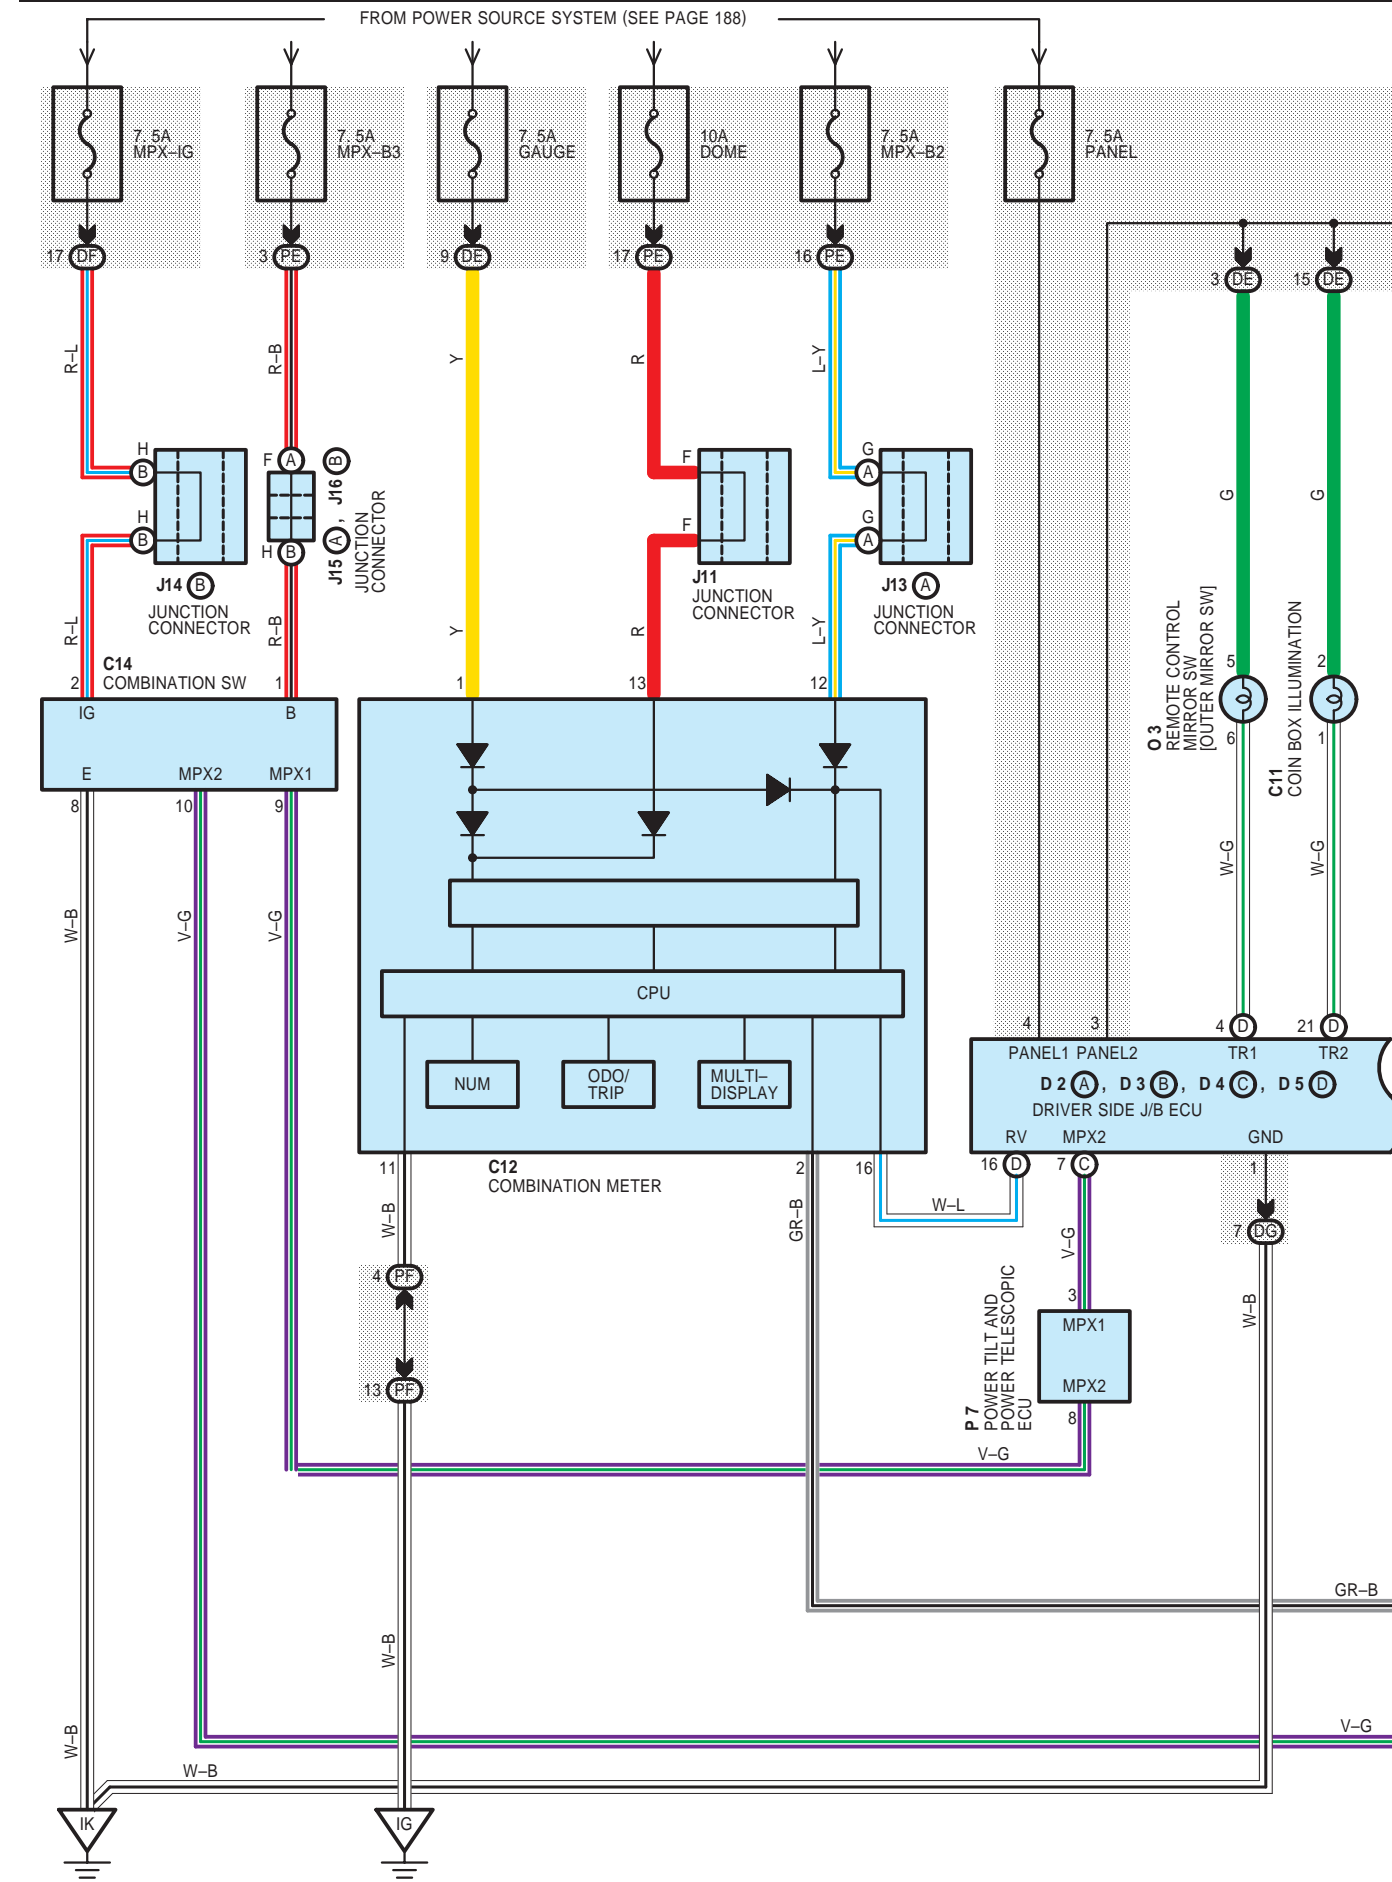 FROM POWER SOURCE SYSTEM (SEE PAGE 188)
7. 5A
MPX–IG
7. 5A
MPX–B3
7. 5A
GAUGE
10A
DOME
7. 5A
MPX–B2
7. 5A
PANEL
17 DF
3 PE
9 DE
17 PE
16 PE
3 DE
15 DE
R–L
R–B
Y
R
L–Y
G
G
H
B
H
B
J14 B
JUNCTION
CONNECTOR
F A
H B
J15 A , J16 B
JUNCTION
CONNECTOR
F
F
J11
JUNCTION
CONNECTOR
G
A
G
A
J13 A
JUNCTION
CONNECTOR
R–L
R–B
Y
R
L–Y
C14
COMBINATION SW
2
1
1
13
12
IG
B
E
MPX2
MPX1
8
10
9
O 3
REMOTE CONTROL
MIRROR SW
[OUTER MIRROR SW]
5
6
C11
COIN BOX ILLUMINATION
2
1
W–B
V–G
V–G
W–G
W–G
CPU
NUM
ODO/
TRIP
MULTI–
DISPLAY
4
3
4 D
21 D
PANEL1
PANEL2
TR1
TR2
D 2 A , D 3 B , D 4 C , D 5 D
DRIVER SIDE J/B ECU
RV
MPX2
GND
11
C12
COMBINATION METER
2
16
16 D
7 C
1
W–B
GR–B
W–L
V–G
7 DG
4 PF
13 PF
P 7
POWER TILT AND
POWER TELESCOPIC
ECU
3
MPX1
MPX2
8
W–B
V–G
GR–B
W–B
W–B
V–G
W–B
IK
IG